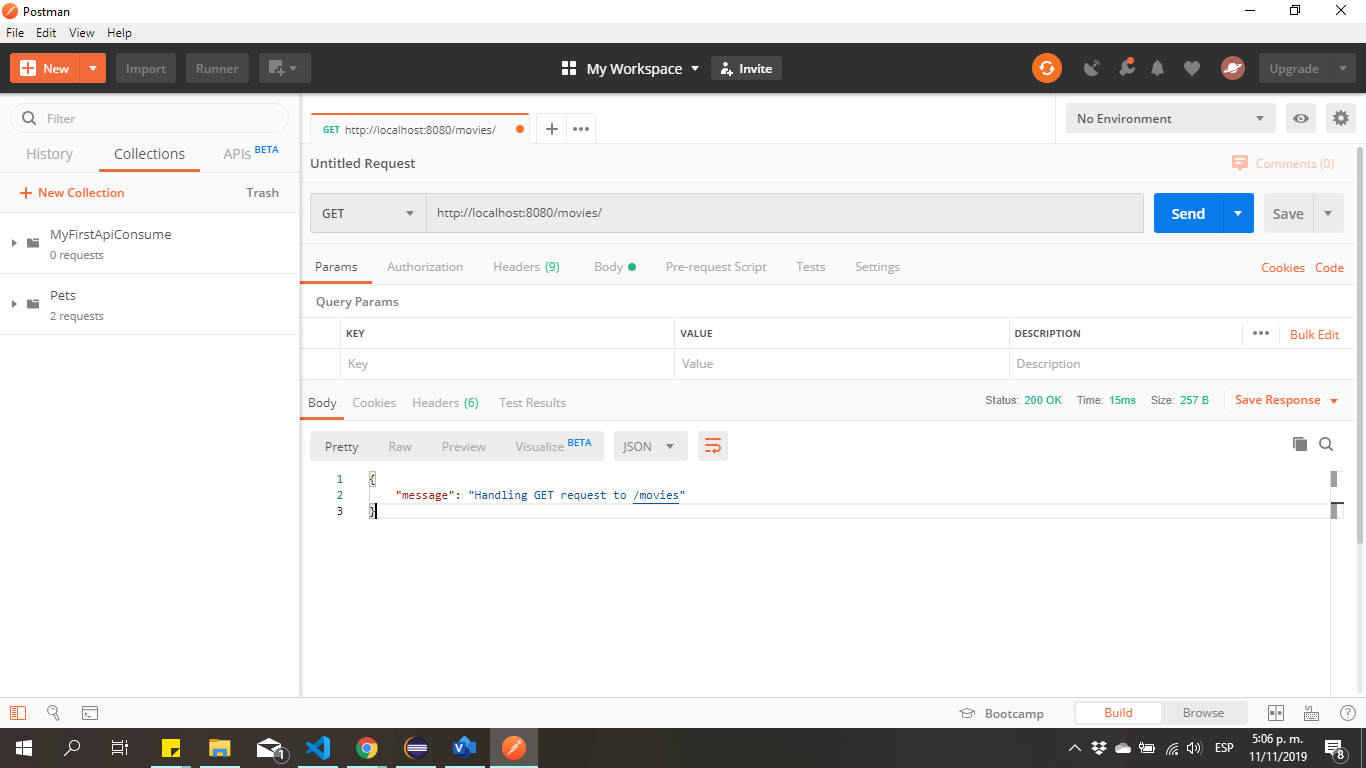 Postman
File Edit View Help
New Import Runner My Workspace Invite Upgrade
Filter
History Collections APIs BETA
New Collection Trash
MyFirstApiConsume
0 requests
Pets
2 requests
GET http://localhost:8080/movies/
No Environment
Untitled Request Comments (0)
GET http://localhost:8080/movies/ Send Save
Params Authorization Headers (9) Body Pre-request Script Tests Settings Cookies Code
Query Params
KEY VALUE DESCRIPTION Bulk Edit
Key Value Description
Body Cookies Headers (6) Test Results Status: 200 OK Time: 15ms Size: 257 B Save Response
Pretty Raw Preview Visualize BETA JSON
1 {
2 "message": "Handling GET request to /movies"
3 }
Bootcamp Build Browse
1 ESP 5:06 p. m.
11/11/2019 8